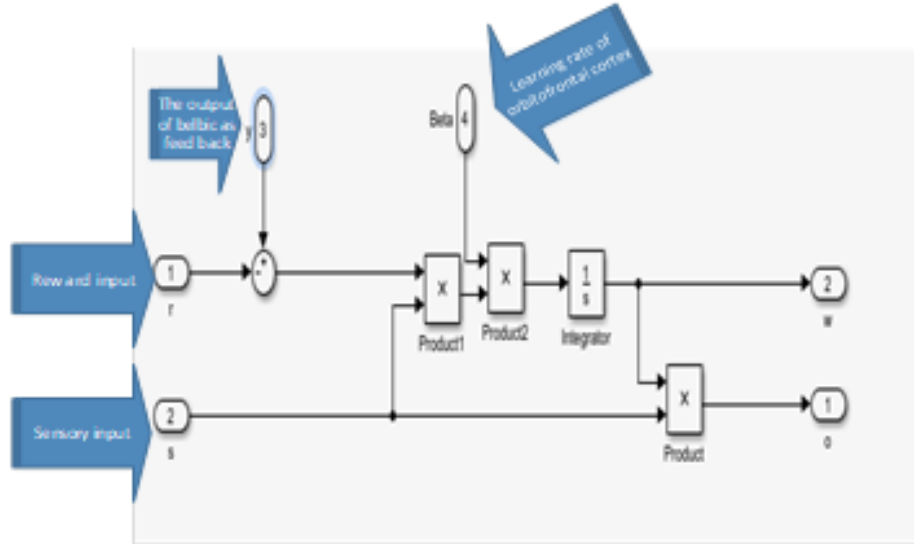 The output
of belbic as
feed back
y
3
Beta
4
Learning rate of
orbitofrontal cortex
Reward input
1
r
- +
X
Product1
X
Product2
1
s
Integrator
2
w
Sensory input
2
s
X
Product
1
o